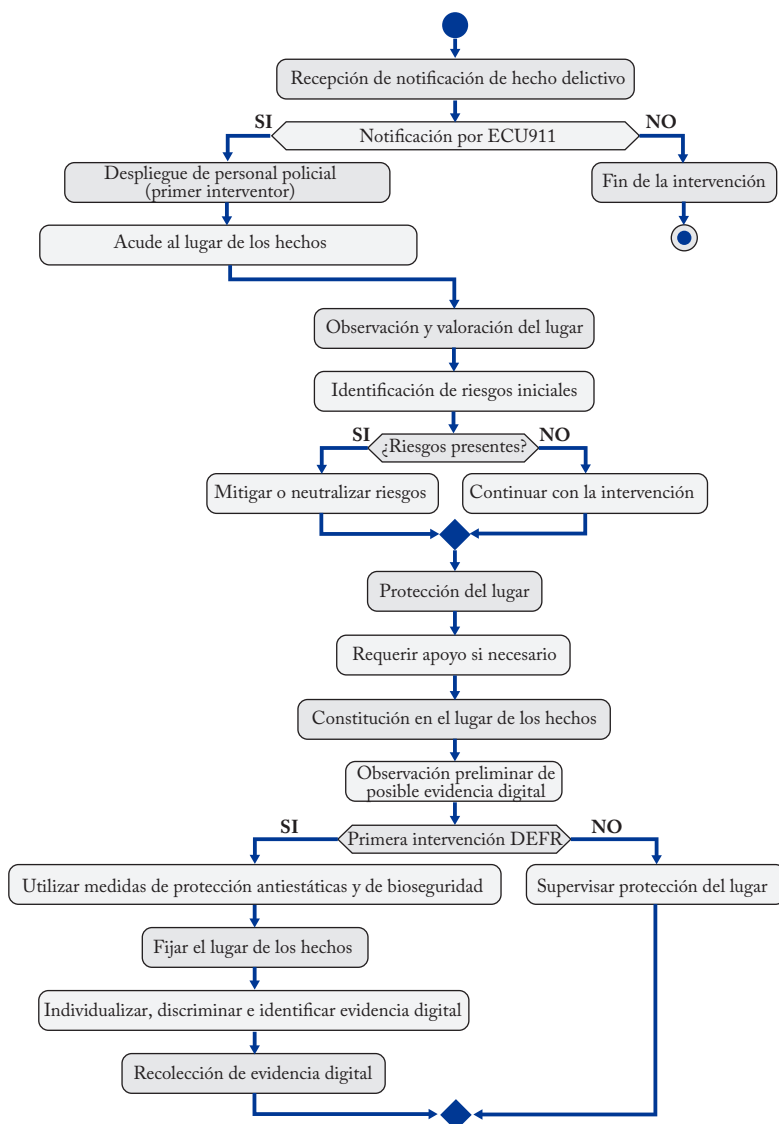 Recepción de notificación de hecho delictivo
SI
NO
Notificación por ECU911
Despliegue de personal policial
(primer interventor)
Fin de la intervención
Acude al lugar de los hechos
Observación y valoración del lugar
Identificación de riesgos iniciales
SI
NO
¿Riesgos presentes?
Mitigar o neutralizar riesgos
Continuar con la intervención
Protección del lugar
Requerir apoyo si necesario
Constitución en el lugar de los hechos
Observación preliminar de
posible evidencia digital
SI
NO
Primera intervención DEFR
Utilizar medidas de protección antiestáticas y de bioseguridad
Supervisar protección del lugar
Fijar el lugar de los hechos
Individualizar, discriminar e identificar evidencia digital
Recolección de evidencia digital